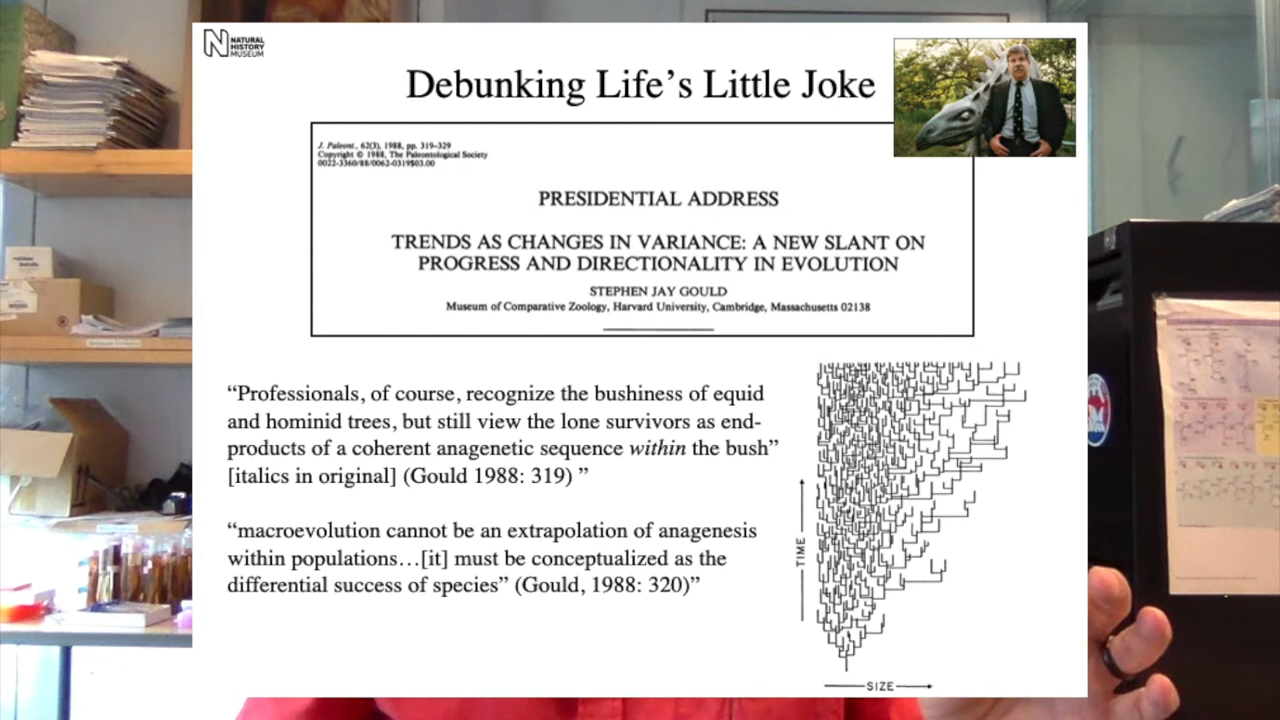 NATURAL
HISTORY
MUSEUM
Debunking Life's Little Joke
J. Paleont., 62(3), 1988, pp. 319–329
Copyright © 1988, The Paleontological Society
0022-3360/88/0062-0319$03.00
PRESIDENTIAL ADDRESS
TRENDS AS CHANGES IN VARIANCE: A NEW SLANT ON
PROGRESS AND DIRECTIONALITY IN EVOLUTION
STEPHEN JAY GOULD
Museum of Comparative Zoology, Harvard University, Cambridge, Massachusetts 02138
“Professionals, of course, recognize the bushiness of equid
and hominid trees, but still view the lone survivors as end-
products of a coherent anagenetic sequence within the bush”
[italics in original] (Gould 1988: 319) ”
“macroevolution cannot be an extrapolation of anagenesis
within populations…[it] must be conceptualized as the
differential success of species” (Gould, 1988: 320)”
TIME
SIZE